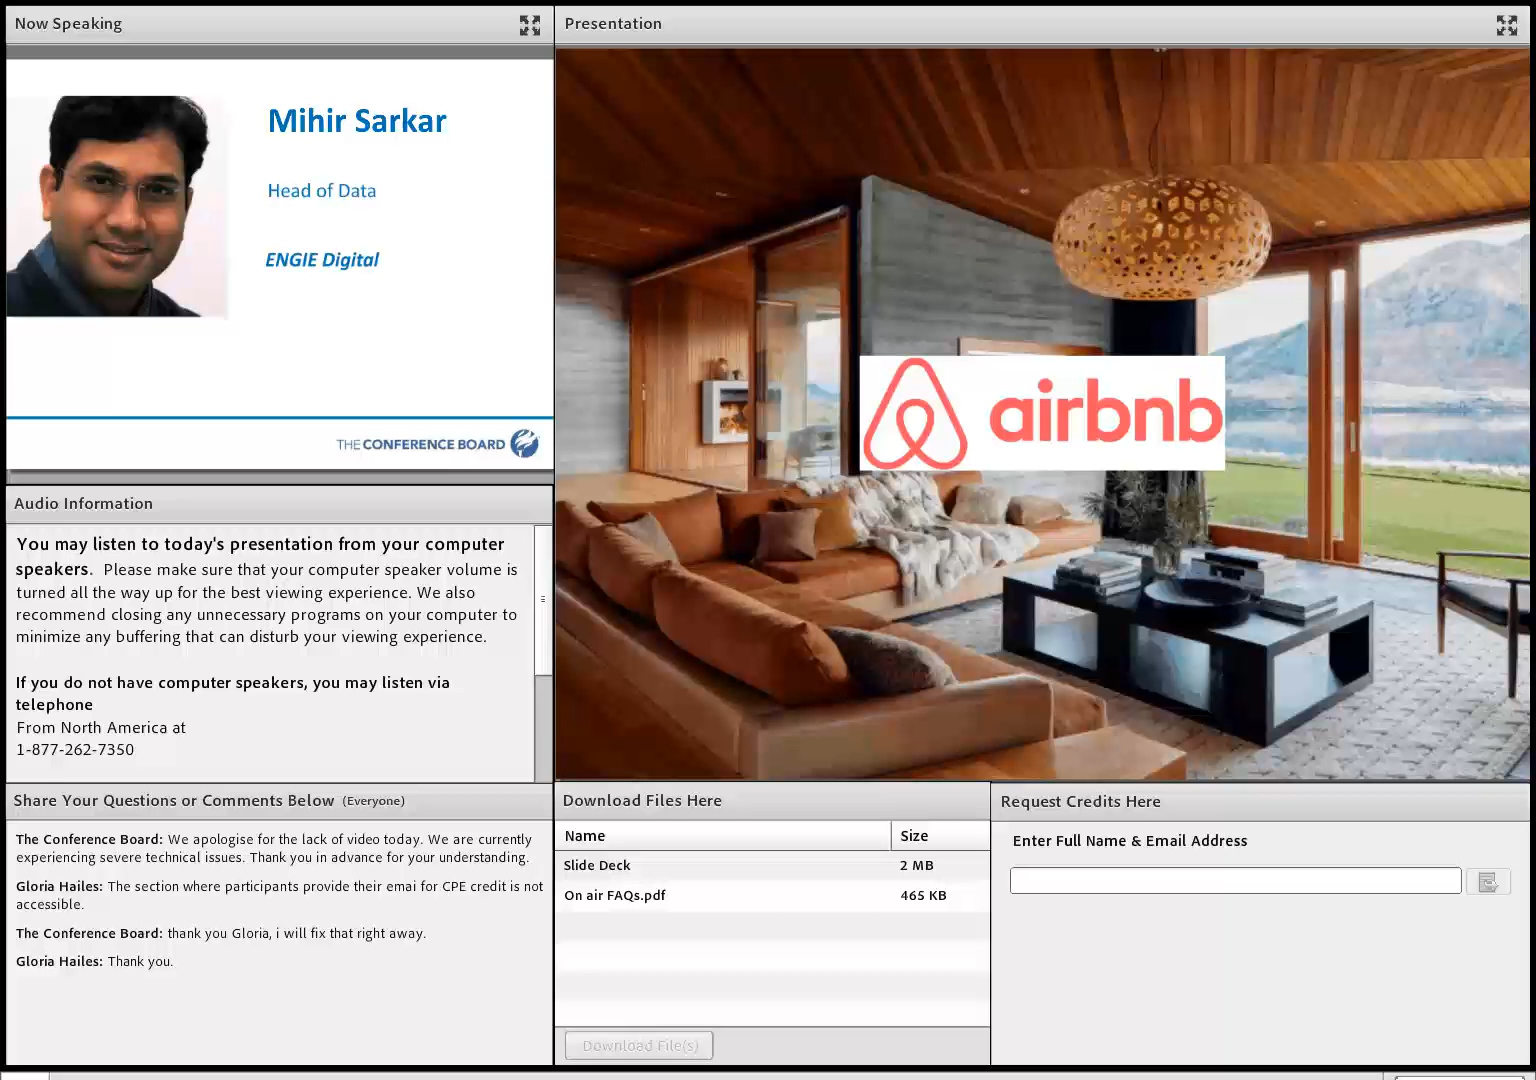 Now Speaking
Mihir Sarkar
Head of Data
ENGIE Digital
THE CONFERENCE BOARD
Audio Information
You may listen to today's presentation from your computer
speakers. Please make sure that your computer speaker volume is
turned all the way up for the best viewing experience. We also
recommend closing any unnecessary programs on your computer to
minimize any buffering that can disturb your viewing experience.
If you do not have computer speakers, you may listen via
telephone
From North America at
1-877-262-7350
Share Your Questions or Comments Below (Everyone)
The Conference Board: We apologise for the lack of video today. We are currently
experiencing severe technical issues. Thank you in advance for your understanding.
Gloria Hailes: The section where participants provide their emai for CPE credit is not
accessible.
The Conference Board: thank you Gloria, i will fix that right away.
Gloria Hailes: Thank you.
Presentation
airbnb
Download Files Here
Name Size
Slide Deck 2 MB
On air FAQs.pdf 465 KB
Download File(s)
Request Credits Here
Enter Full Name & Email Address